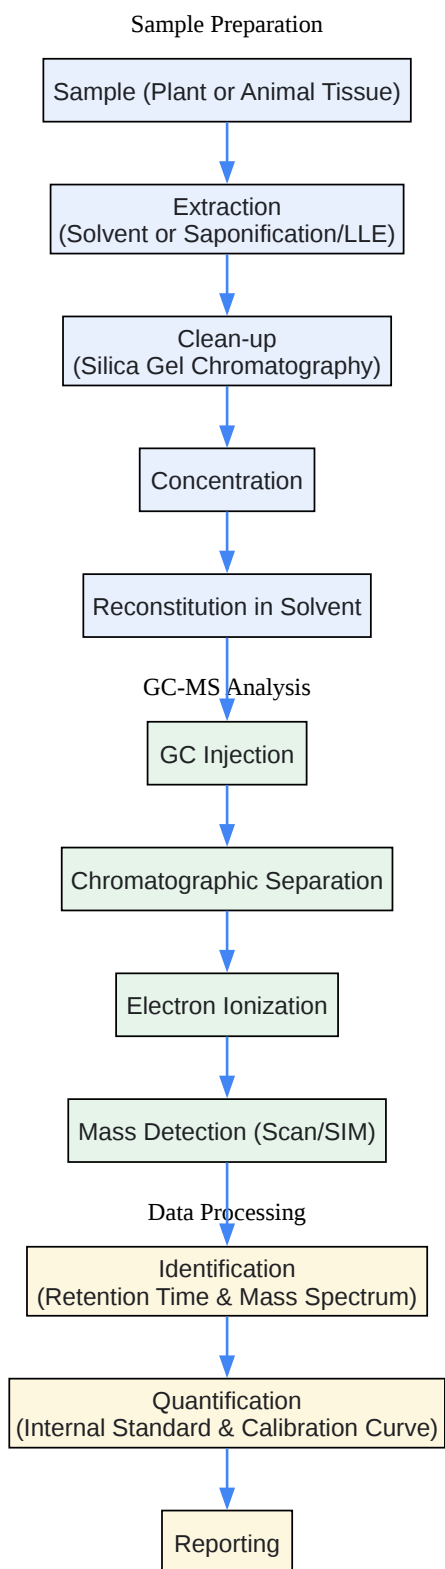 Sample Preparation
Sample (Plant or Animal Tissue)
Extraction
(Solvent or Saponification/LLE)
Clean-up
(Silica Gel Chromatography)
Concentration
Reconstitution in Solvent
GC-MS Analysis
GC Injection
Chromatographic Separation
Electron Ionization
Mass Detection (Scan/SIM)
Data Processing
Identification
(Retention Time & Mass Spectrum)
Quantification
(Internal Standard & Calibration Curve)
Reporting